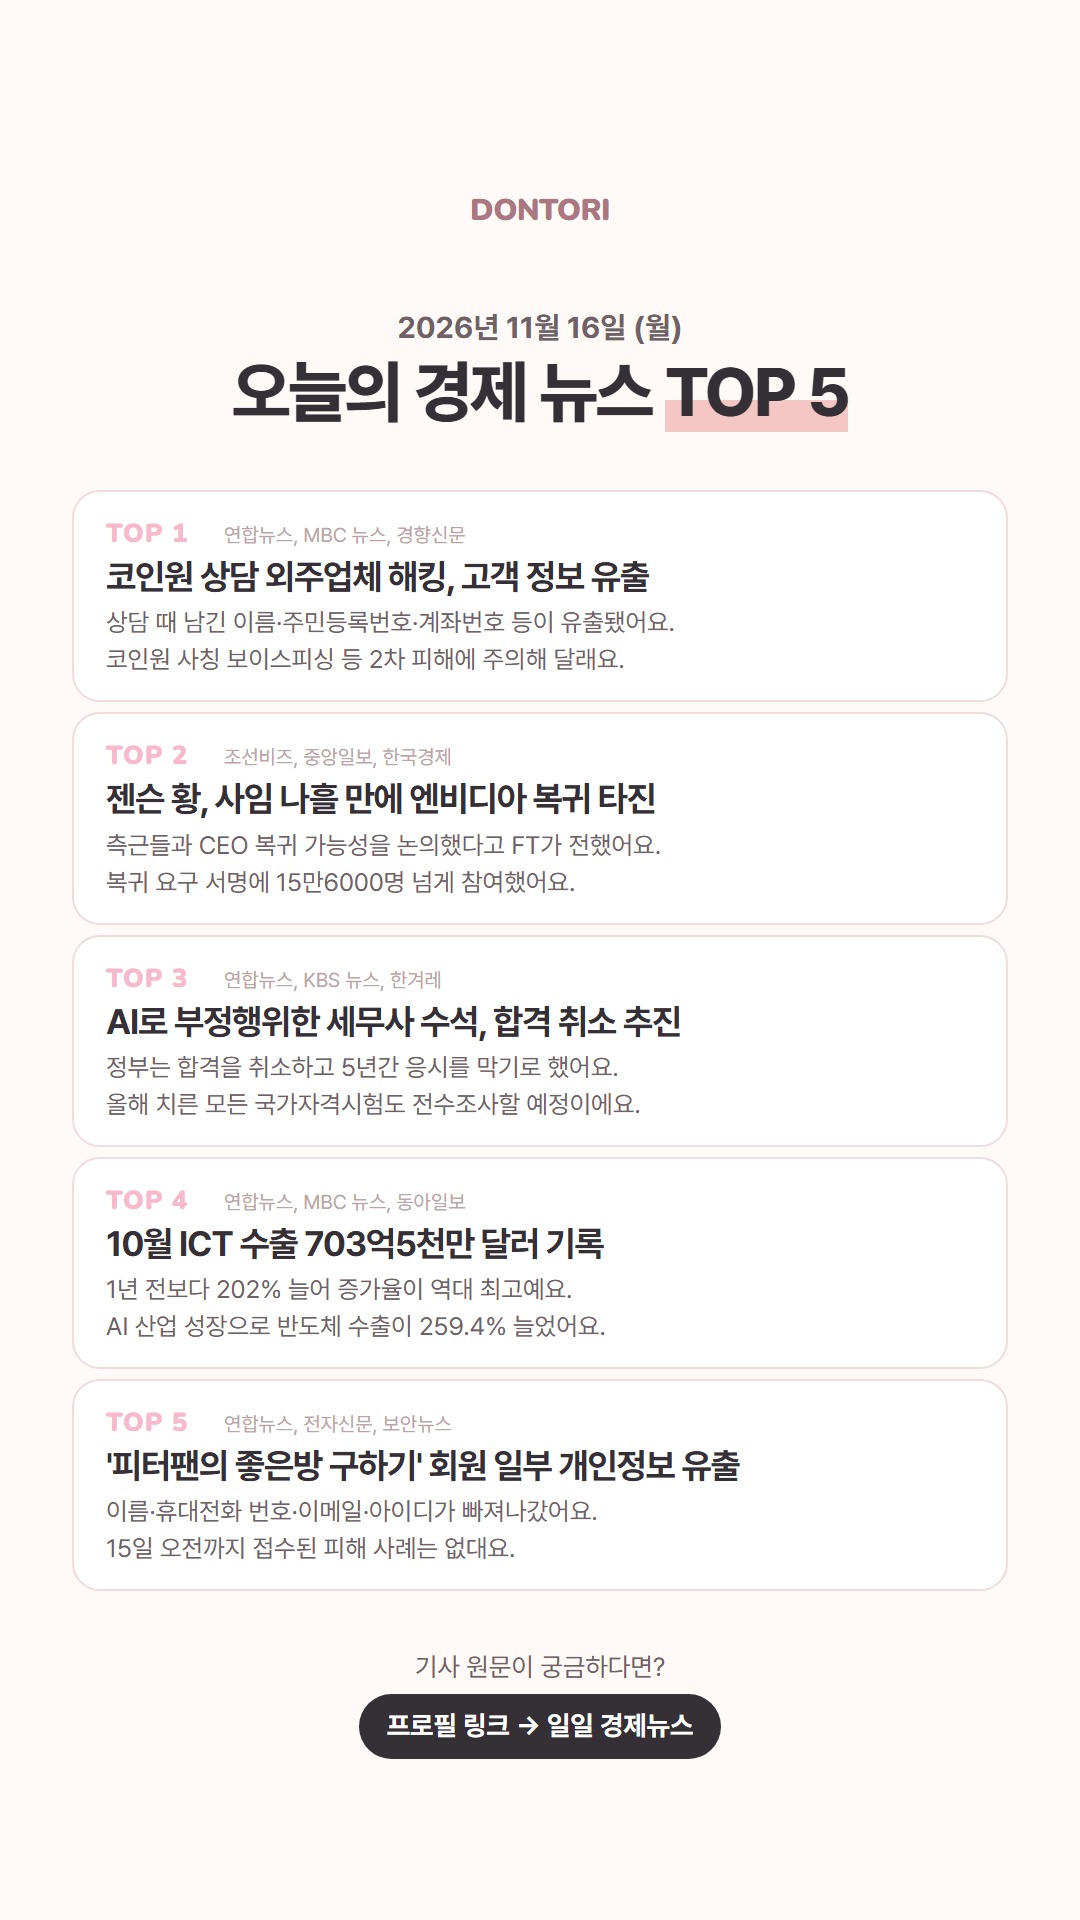 DONTORI
2026년 11월 16일 (월)
오늘의 경제 뉴스 TOP 5
TOP 1 연합뉴스, MBC 뉴스, 경향신문
코인원 상담 외주업체 해킹, 고객 정보 유출
상담 때 남긴 이름·주민등록번호·계좌번호 등이 유출됐어요.
코인원 사칭 보이스피싱 등 2차 피해에 주의해 달래요.
TOP 2 조선비즈, 중앙일보, 한국경제
젠슨 황, 사임 나흘 만에 엔비디아 복귀 타진
측근들과 CEO 복귀 가능성을 논의했다고 FT가 전했어요.
복귀 요구 서명에 15만6000명 넘게 참여했어요.
TOP 3 연합뉴스, KBS 뉴스, 한겨레
AI로 부정행위한 세무사 수석, 합격 취소 추진
정부는 합격을 취소하고 5년간 응시를 막기로 했어요.
올해 치른 모든 국가자격시험도 전수조사할 예정이에요.
TOP 4 연합뉴스, MBC 뉴스, 동아일보
10월 ICT 수출 703억5천만 달러 기록
1년 전보다 202% 늘어 증가율이 역대 최고예요.
AI 산업 성장으로 반도체 수출이 259.4% 늘었어요.
TOP 5 연합뉴스, 전자신문, 보안뉴스
'피터팬의 좋은방 구하기' 회원 일부 개인정보 유출
이름·휴대전화 번호·이메일·아이디가 빠져나갔어요.
15일 오전까지 접수된 피해 사례는 없대요.
기사 원문이 궁금하다면?
프로필 링크 → 일일 경제뉴스